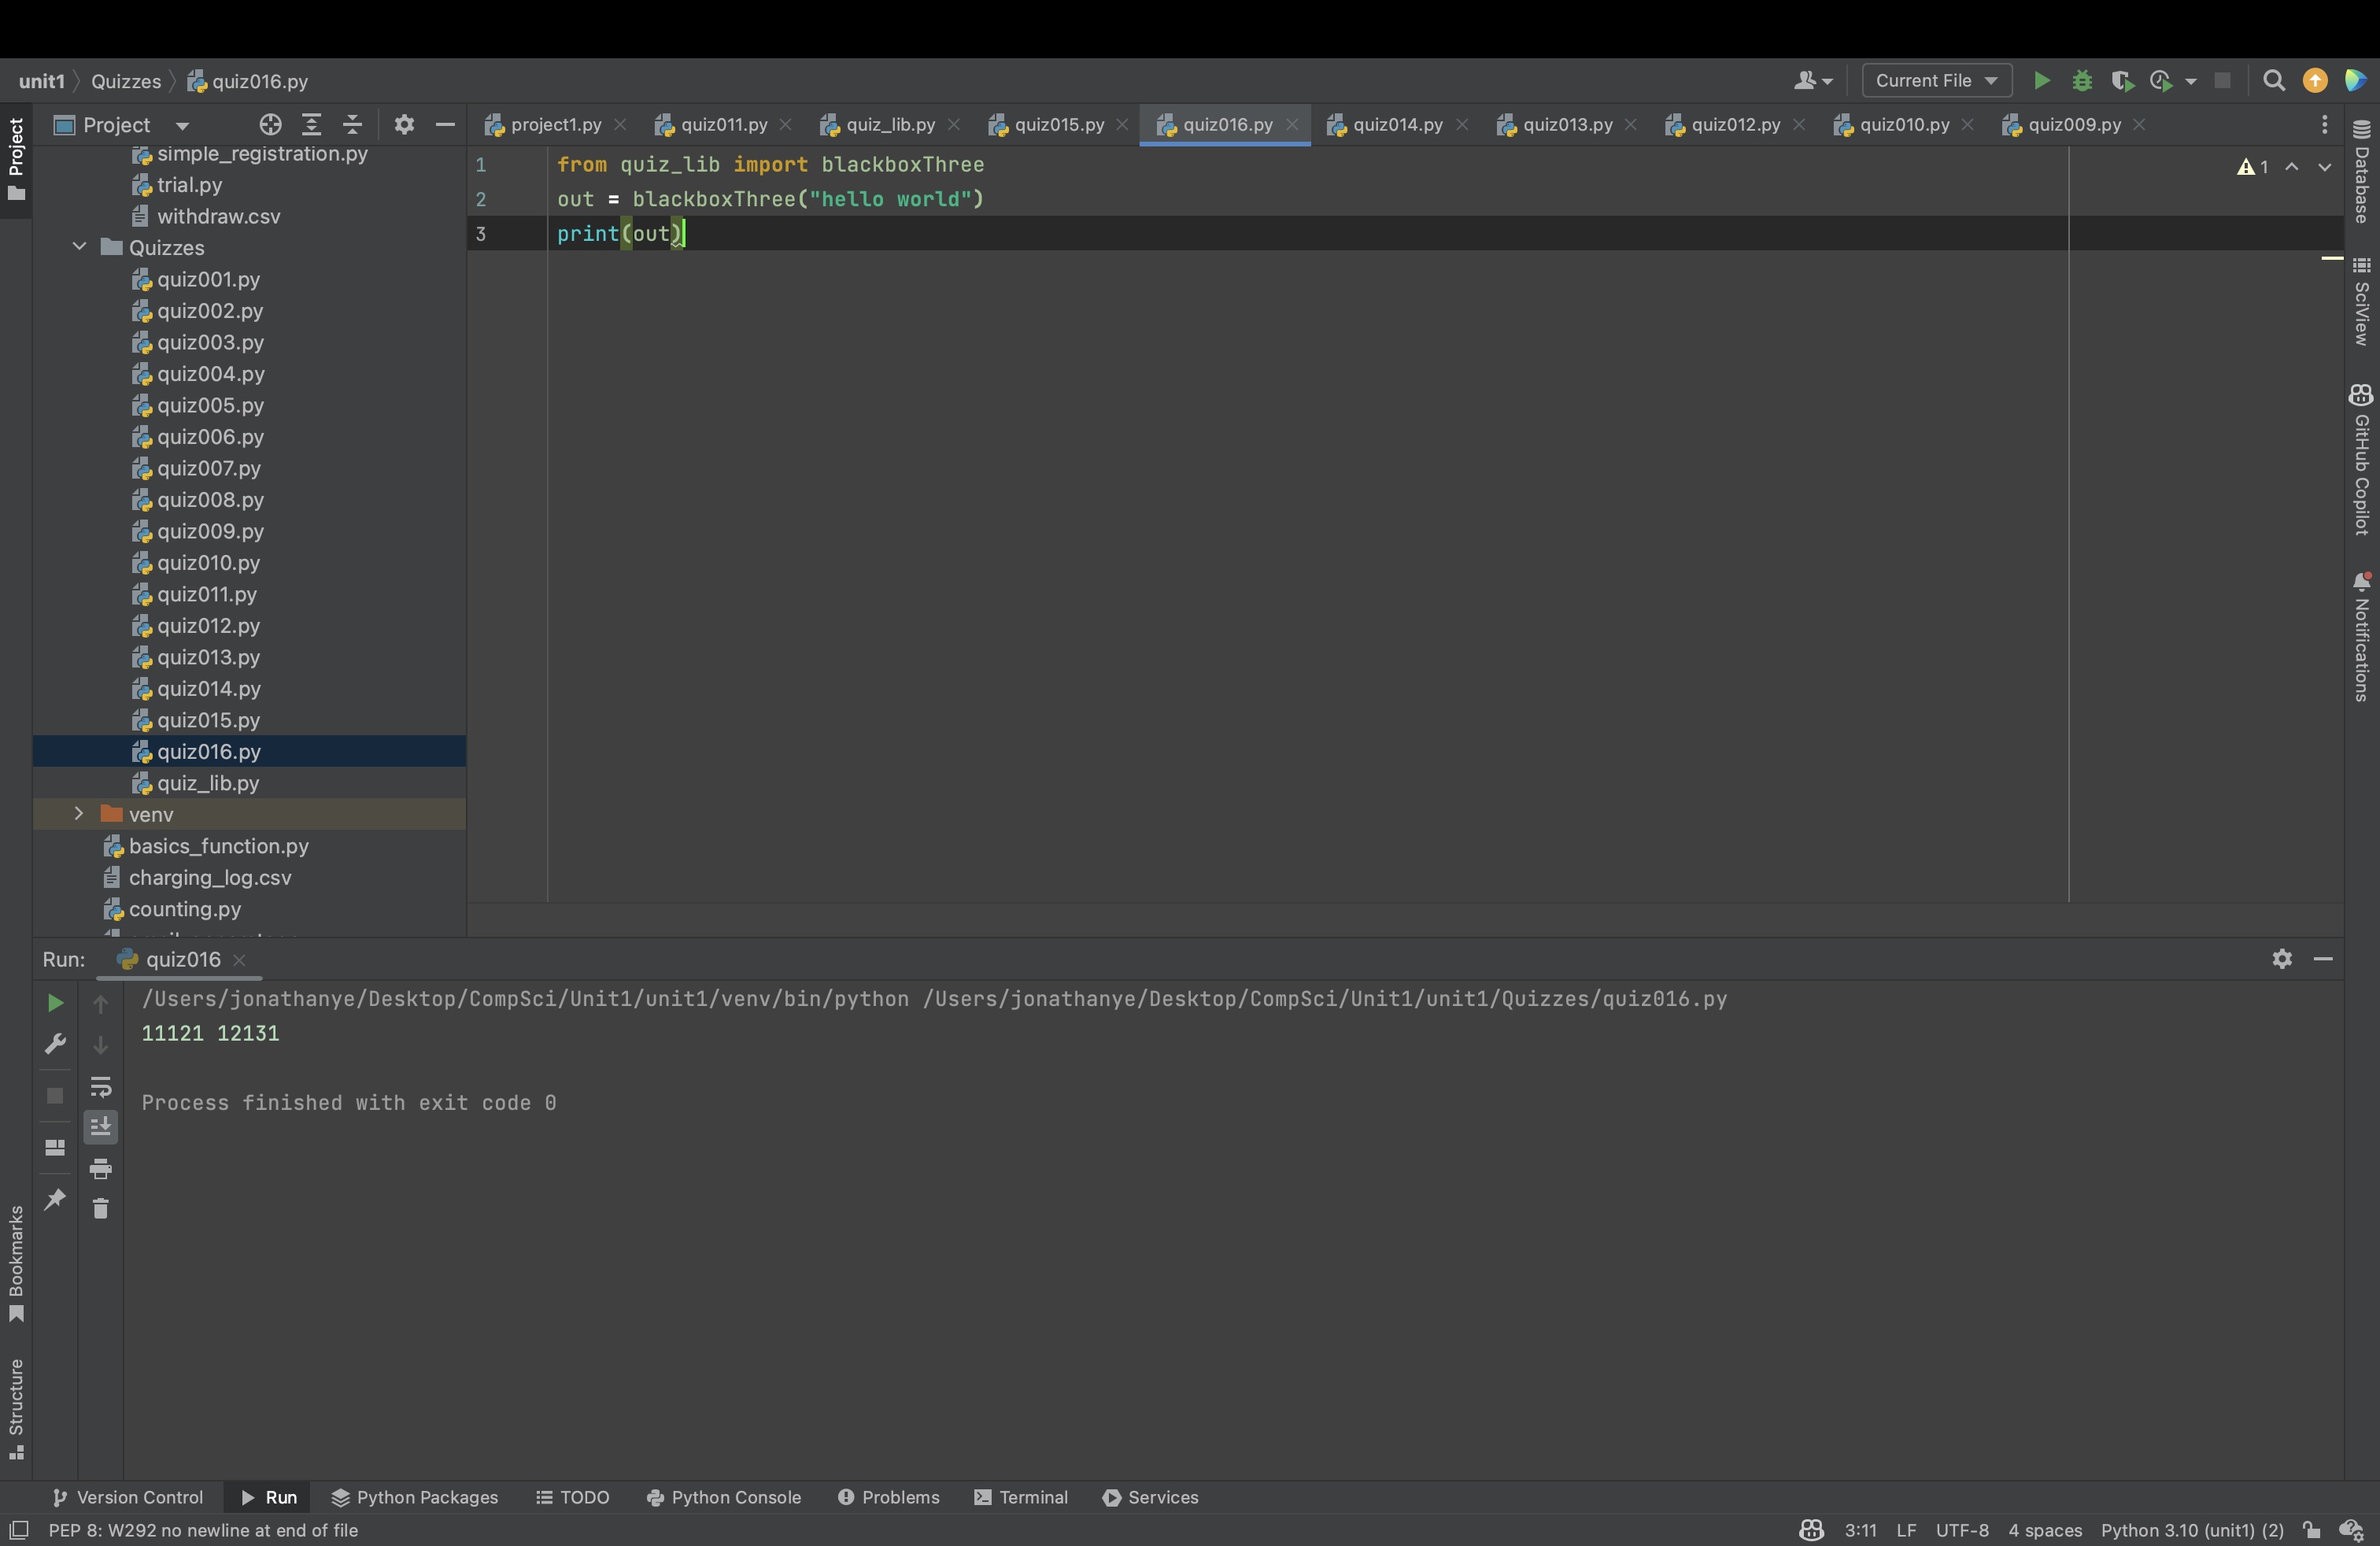 unit1 Quizzes quiz016.py
Current File
Project
project1.py quiz011.py quiz_lib.py quiz015.py quiz016.py quiz014.py quiz013.py quiz012.py quiz010.py quiz009.py
Project
simple_registration.py
trial.py
withdraw.csv
Quizzes
quiz001.py
quiz002.py
quiz003.py
quiz004.py
quiz005.py
quiz006.py
quiz007.py
quiz008.py
quiz009.py
quiz010.py
quiz011.py
quiz012.py
quiz013.py
quiz014.py
quiz015.py
quiz016.py
quiz_lib.py
venv
basics_function.py
charging_log.csv
counting.py
1 from quiz_lib import blackboxThree
2 out = blackboxThree("hello world")
3 print(out)
1
Database
SciView
GitHub Copilot
Notifications
Run: quiz016
/Users/jonathanye/Desktop/CompSci/Unit1/unit1/venv/bin/python /Users/jonathanye/Desktop/CompSci/Unit1/unit1/Quizzes/quiz016.py
11121 12131
Process finished with exit code 0
Bookmarks
Structure
Version Control Run Python Packages TODO Python Console Problems Terminal Services
PEP 8: W292 no newline at end of file
3:11 LF UTF-8 4 spaces Python 3.10 (unit1) (2)